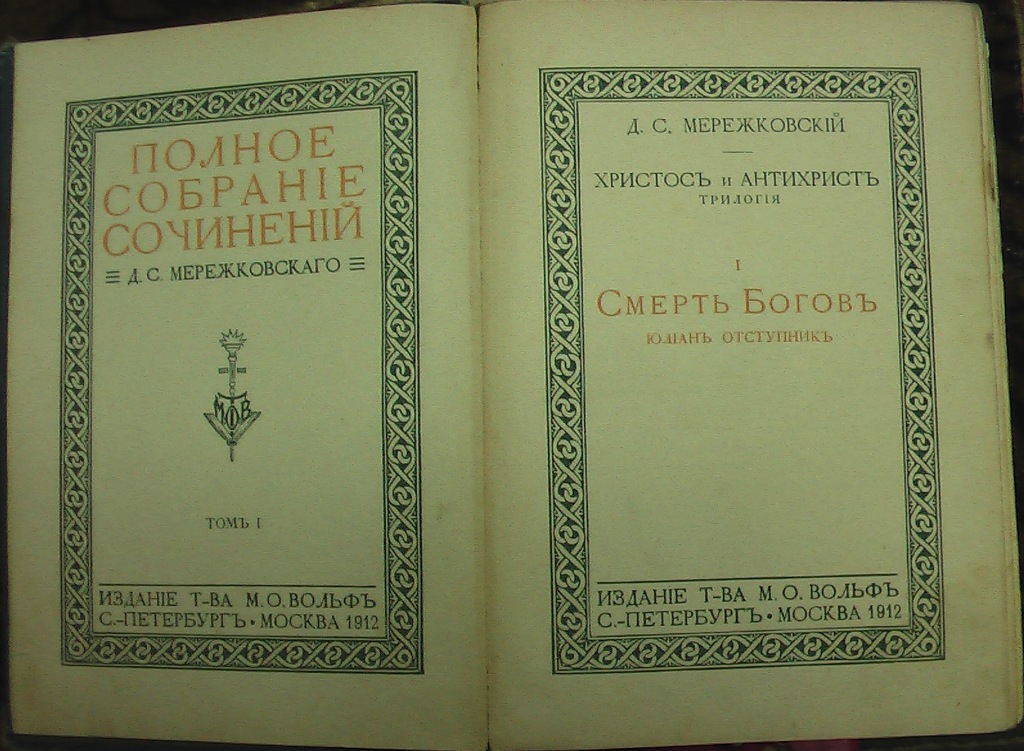 ПОЛНОЕ
СОБРАНІЕ
СОЧИНЕНІЙ
Д. С. МЕРЕЖКОВСКАГО
М Ф В.
ТОМЪ I
ИЗДАНІЕ Т-ВА М. О. ВОЛЬФЪ
С.-ПЕТЕРБУРГЪ • МОСКВА 1912
Д. С. МЕРЕЖКОВСКІЙ
ХРИСТОСЪ и АНТИХРИСТЪ
ТРИЛОГІЯ
I
СМЕРТЬ БОГОВЪ
ЮЛІАНЪ ОТСТУПНИКЪ
ИЗДАНІЕ Т-ВА М. О. ВОЛЬФЪ
С.-ПЕТЕРБУРГЪ • МОСКВА 1912